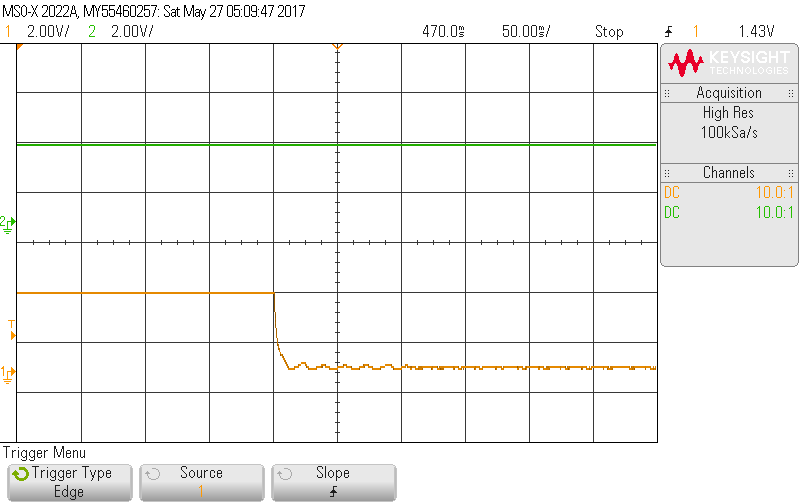 MSO-X 2022A, MY55460257: Sat May 27 05:09:47 2017
1 2.00V/ 2 2.00V/ 470.0s 50.00s/ Stop 1 1.43V
KEYSIGHT
TECHNOLOGIES
Acquisition
High Res
100kSa/s
Channels
DC 10.0:1
DC 10.0:1
2
T
1
Trigger Menu
Trigger Type Source Slope
Edge 1